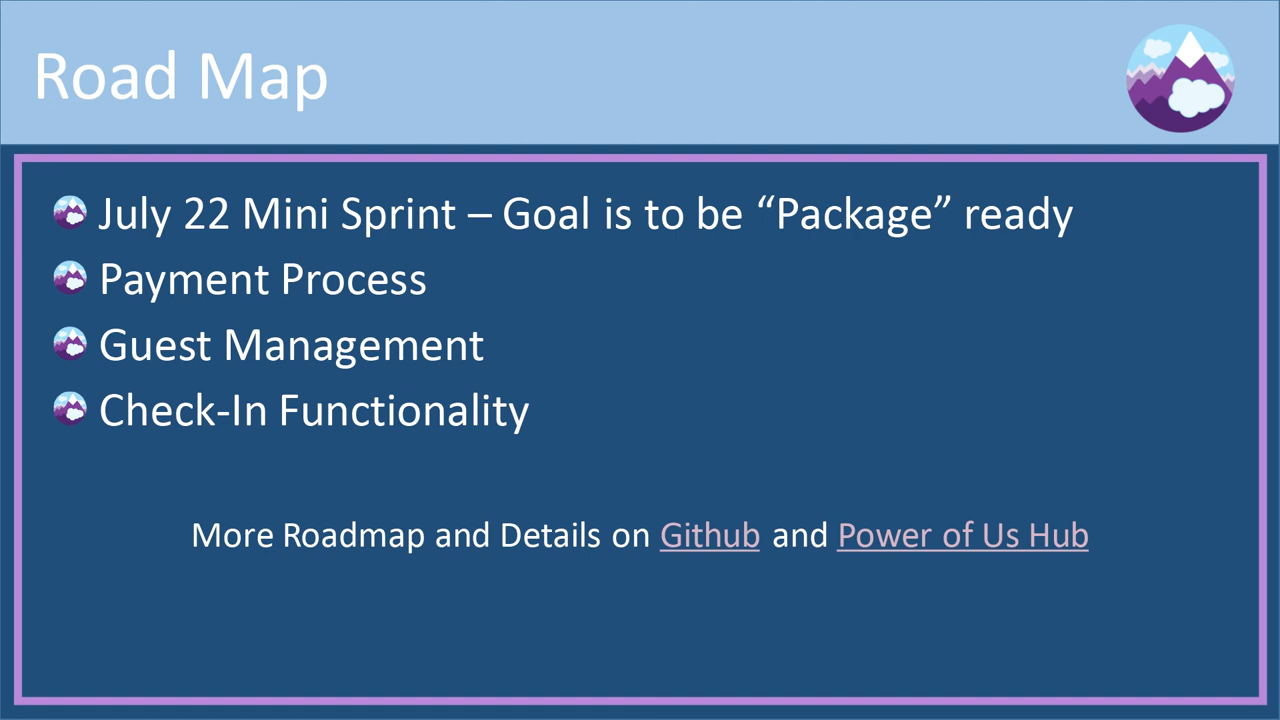 Road Map
July 22 Mini Sprint – Goal is to be “Package” ready
Payment Process
Guest Management
Check-In Functionality
More Roadmap and Details on Github and Power of Us Hub